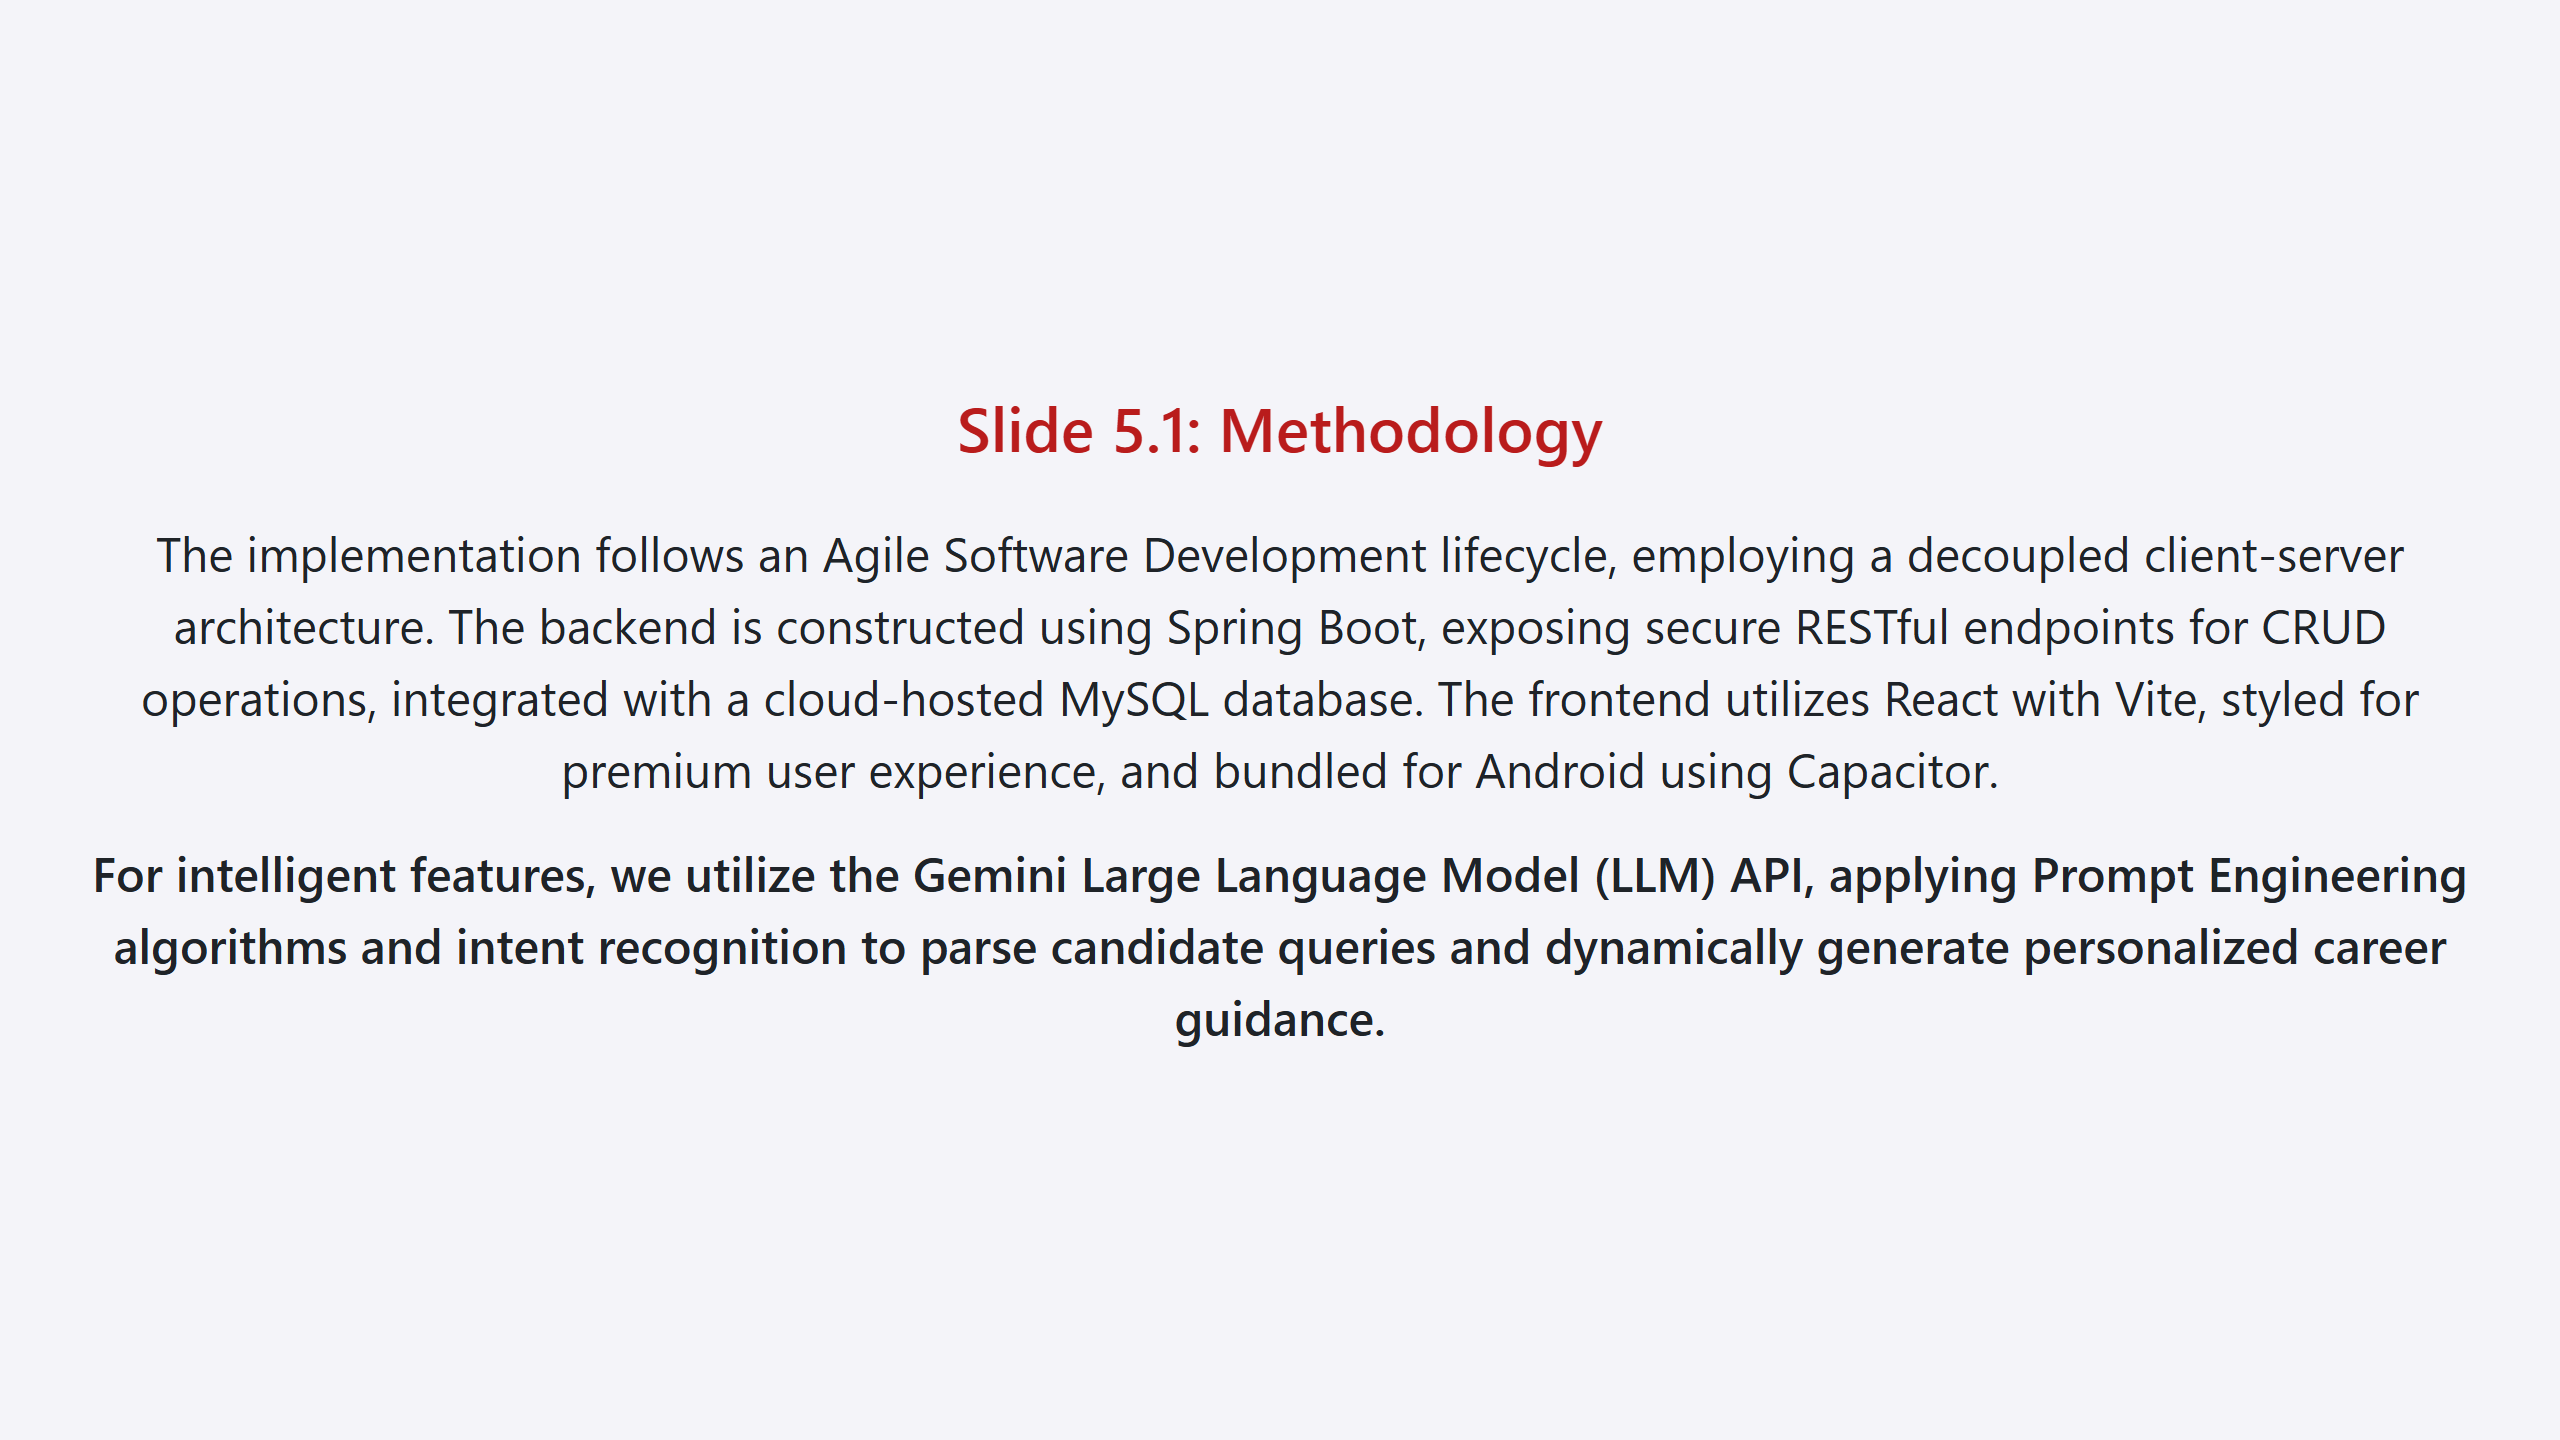 Slide 5.1: Methodology
The implementation follows an Agile Software Development lifecycle, employing a decoupled client-server
architecture. The backend is constructed using Spring Boot, exposing secure RESTful endpoints for CRUD
operations, integrated with a cloud-hosted MySQL database. The frontend utilizes React with Vite, styled for
premium user experience, and bundled for Android using Capacitor.
For intelligent features, we utilize the Gemini Large Language Model (LLM) API, applying Prompt Engineering
algorithms and intent recognition to parse candidate queries and dynamically generate personalized career
guidance.